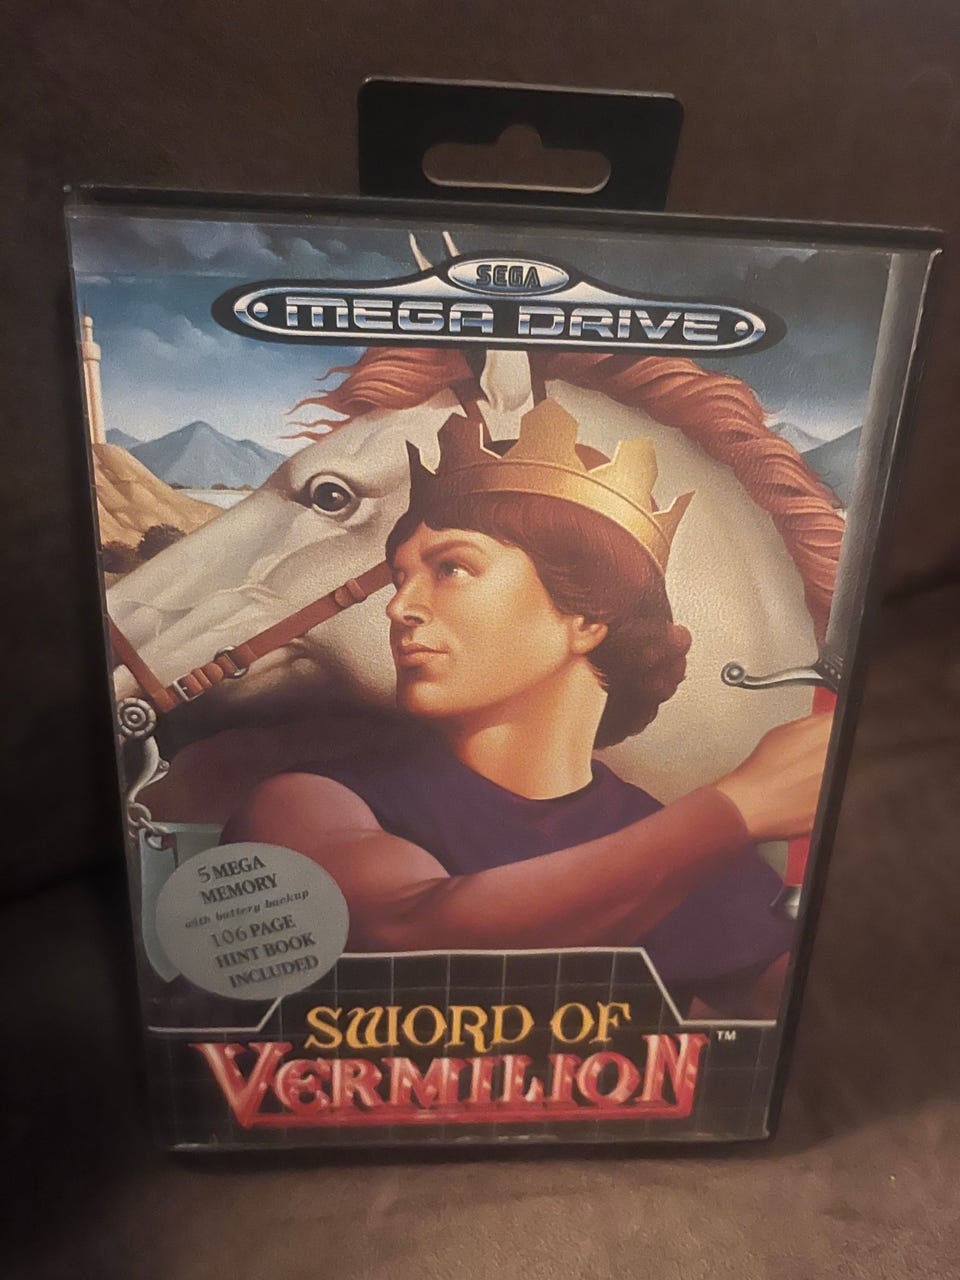 SEGA
MEGA DRIVE
5 MEGA
MEMORY
with battery backup
106 PAGE
HINT BOOK
INCLUDED
SWORD OF
VERMILION
TM